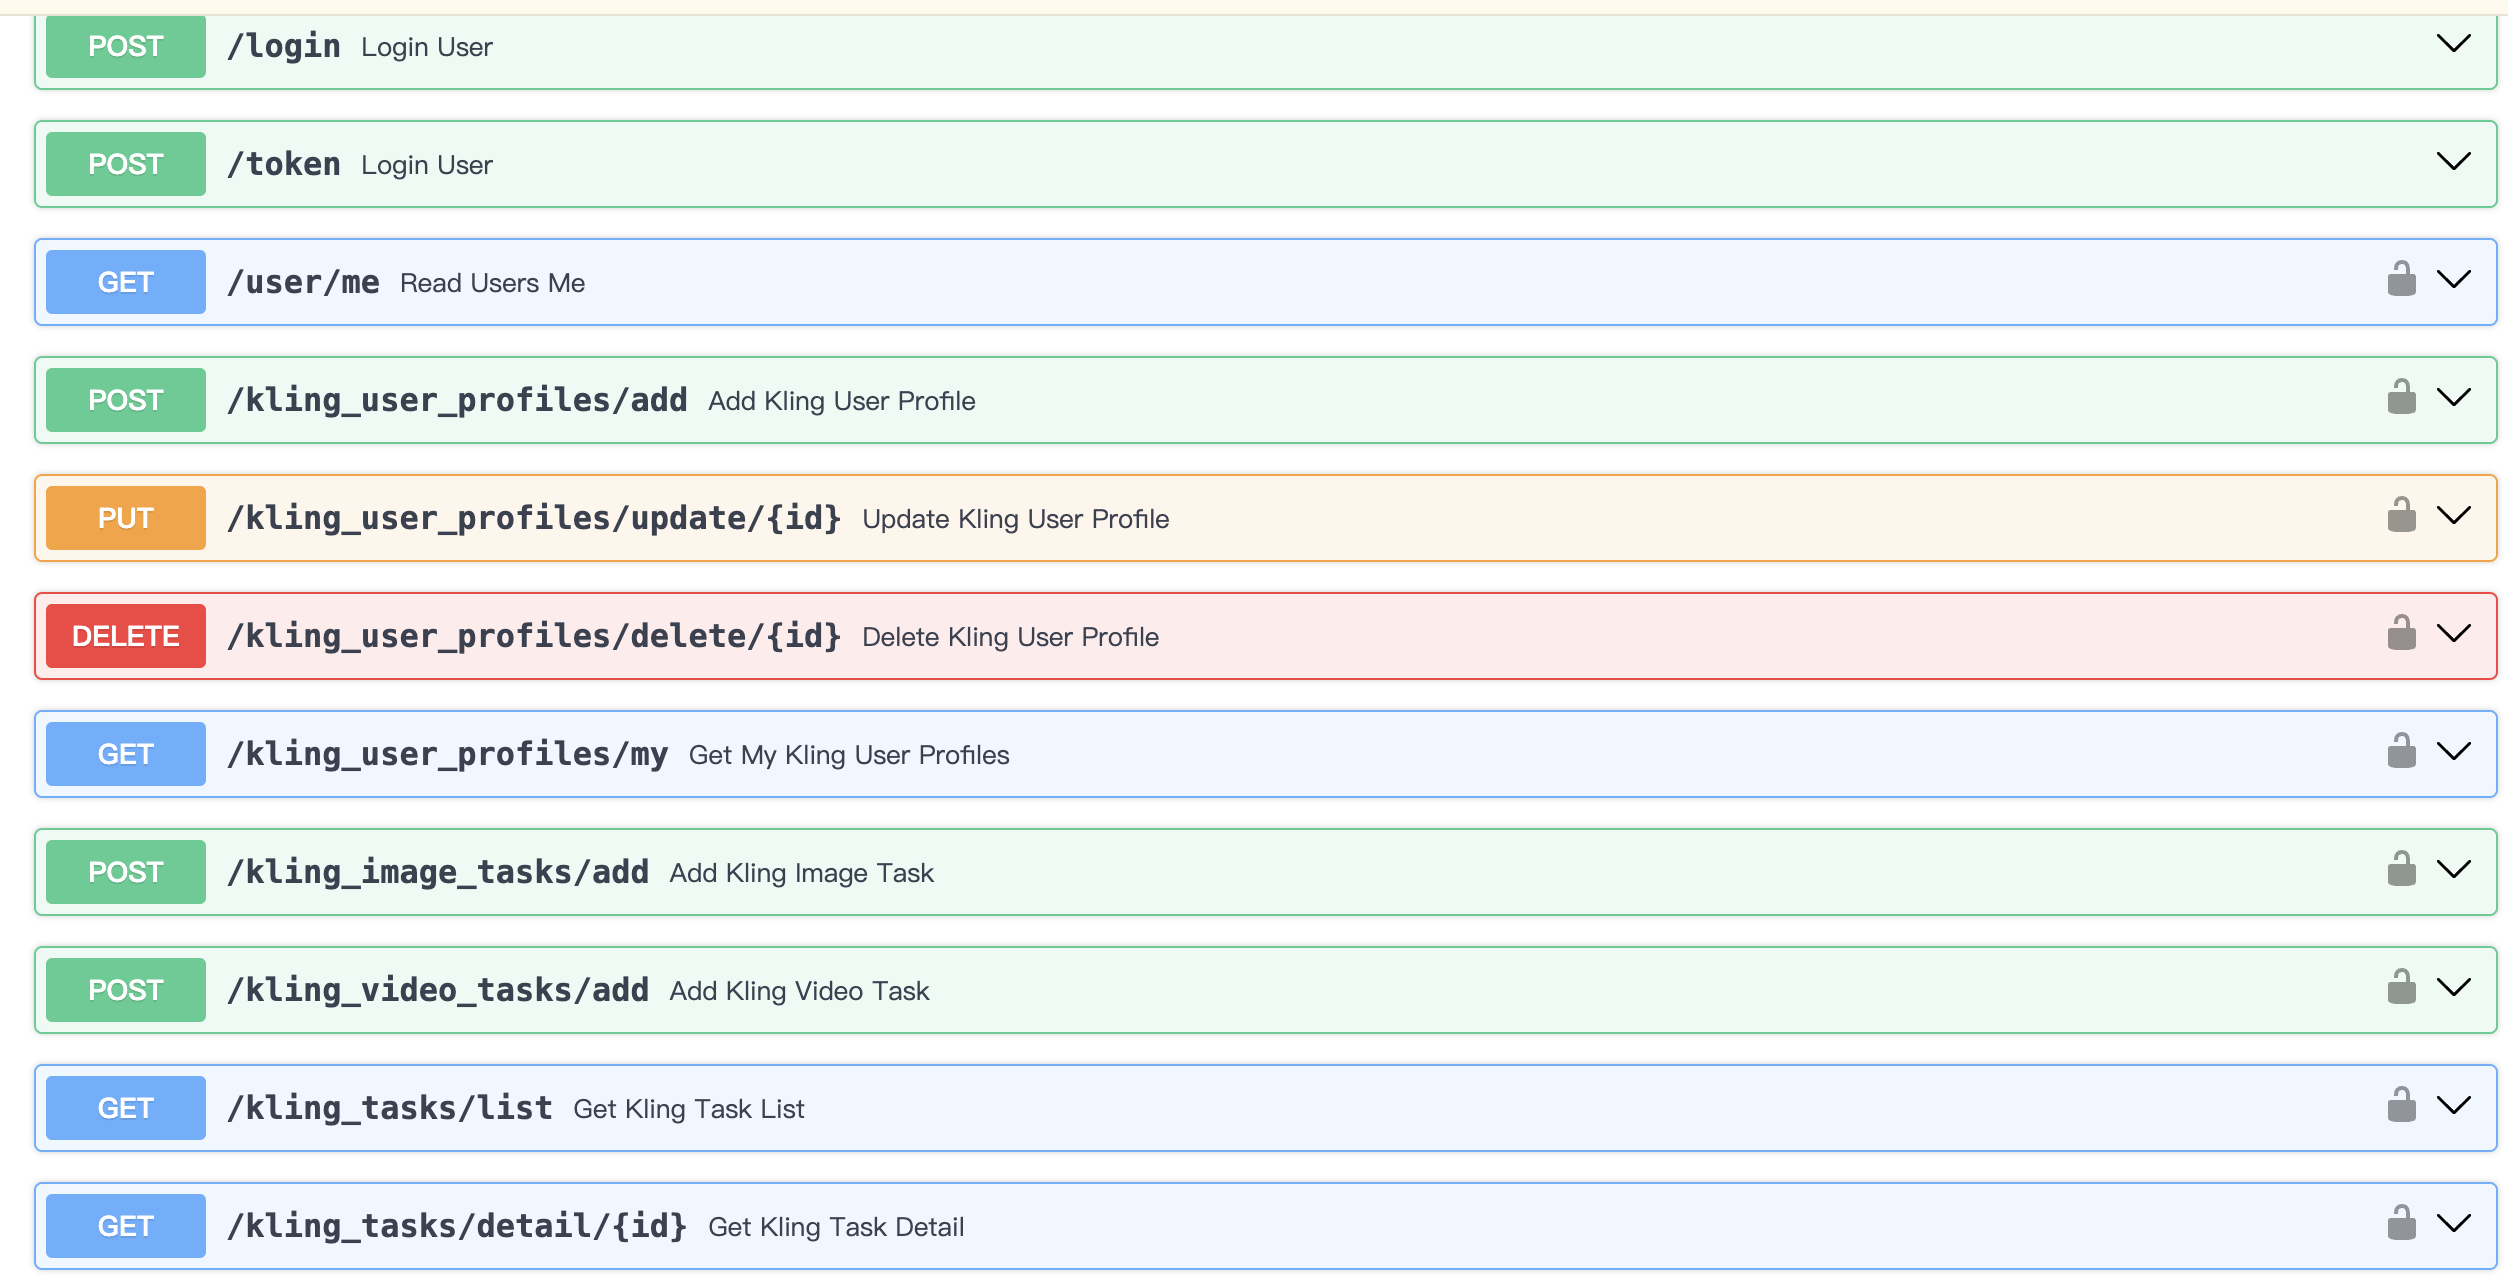 POST /login Login User
POST /token Login User
GET /user/me Read Users Me
POST /kling_user_profiles/add Add Kling User Profile
PUT /kling_user_profiles/update/{id} Update Kling User Profile
DELETE /kling_user_profiles/delete/{id} Delete Kling User Profile
GET /kling_user_profiles/my Get My Kling User Profiles
POST /kling_image_tasks/add Add Kling Image Task
POST /kling_video_tasks/add Add Kling Video Task
GET /kling_tasks/list Get Kling Task List
GET /kling_tasks/detail/{id} Get Kling Task Detail